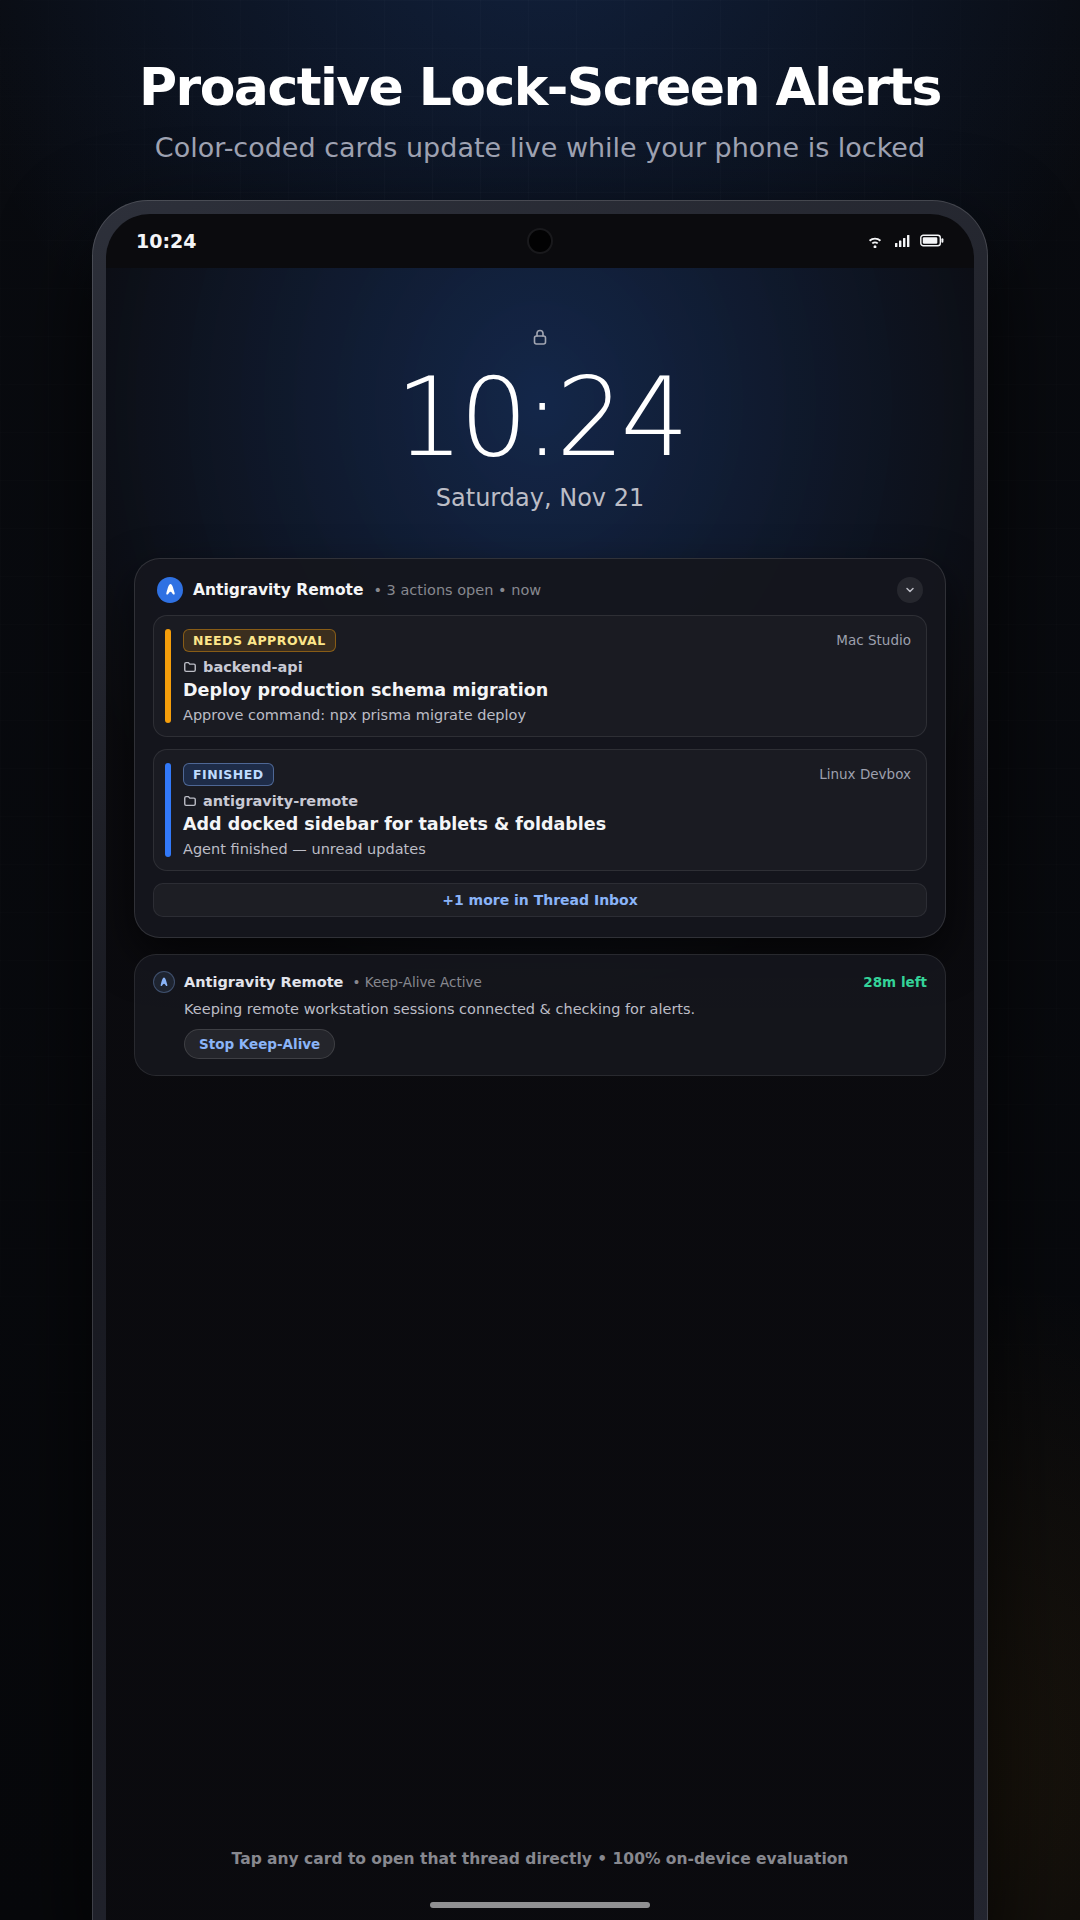 Proactive Lock-Screen Alerts
Color-coded cards update live while your phone is locked
10:24
10:24
Saturday, Nov 21
Antigravity Remote • 3 actions open • now
NEEDS APPROVAL Mac Studio
backend-api
Deploy production schema migration
Approve command: npx prisma migrate deploy
FINISHED Linux Devbox
antigravity-remote
Add docked sidebar for tablets & foldables
Agent finished — unread updates
+1 more in Thread Inbox
Antigravity Remote • Keep-Alive Active 28m left
Keeping remote workstation sessions connected & checking for alerts.
Stop Keep-Alive
Tap any card to open that thread directly • 100% on-device evaluation